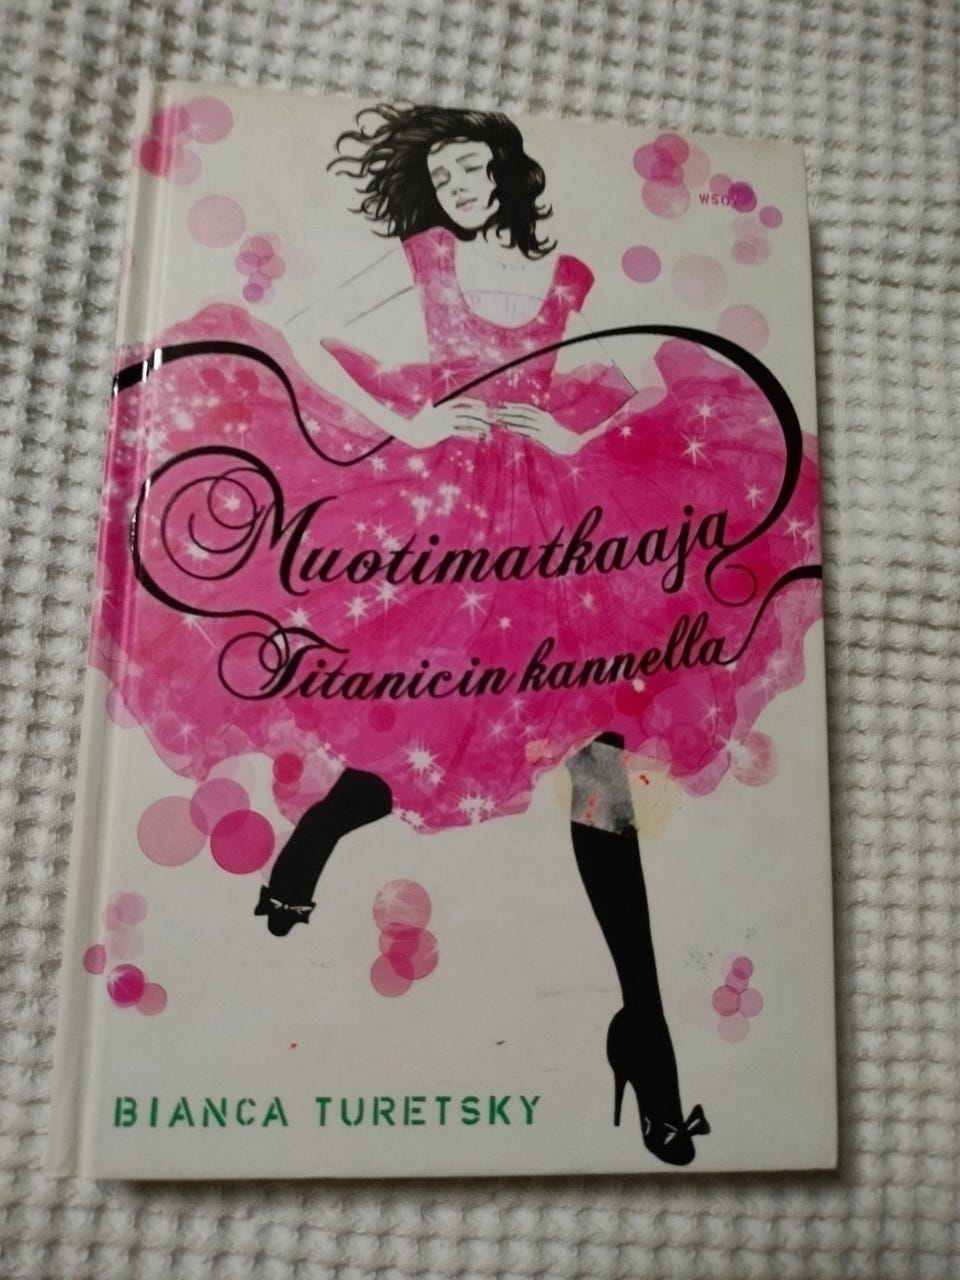 WSOY
Muotimatkaaja
Titanicin kannella
BIANCA TURETSKY